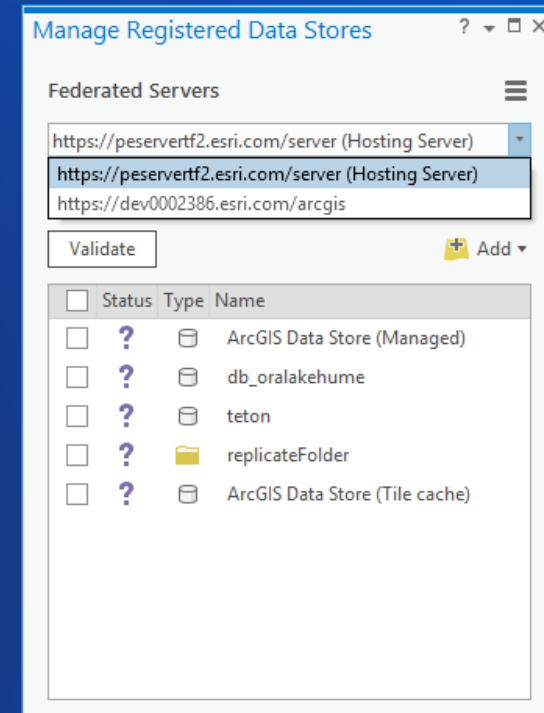 Manage Registered Data Stores ?
Federated Servers
https://peservertf2.esri.com/server (Hosting Server)
https://peservertf2.esri.com/server (Hosting Server)
https://dev0002386.esri.com/arcgis
Validate Add
Status Type Name
? ArcGIS Data Store (Managed)
? db_oralakehume
? teton
? replicateFolder
? ArcGIS Data Store (Tile cache)